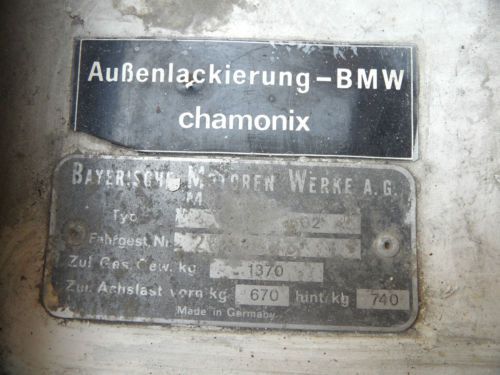 Außenlackierung-BMW
chamonix
BAYERISCHE MOTOREN WERKE A.G.
Typ
Fahrgest. Nr.
Zul. Ges. Gew. kg 1370
Zul. Achslast vorn kg 670 hint/kg 740
Made in Germany